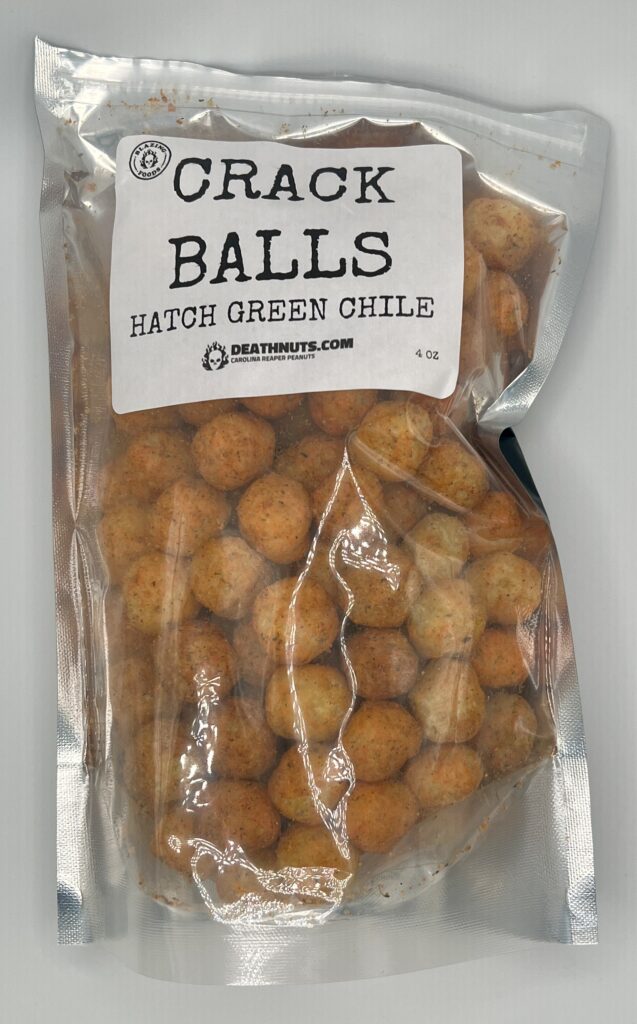 BLAZING
FOODS
CRACK
BALLS
HATCH GREEN CHILE
DEATHNUTS.COM
CAROLINA REAPER PEANUTS
4 OZ